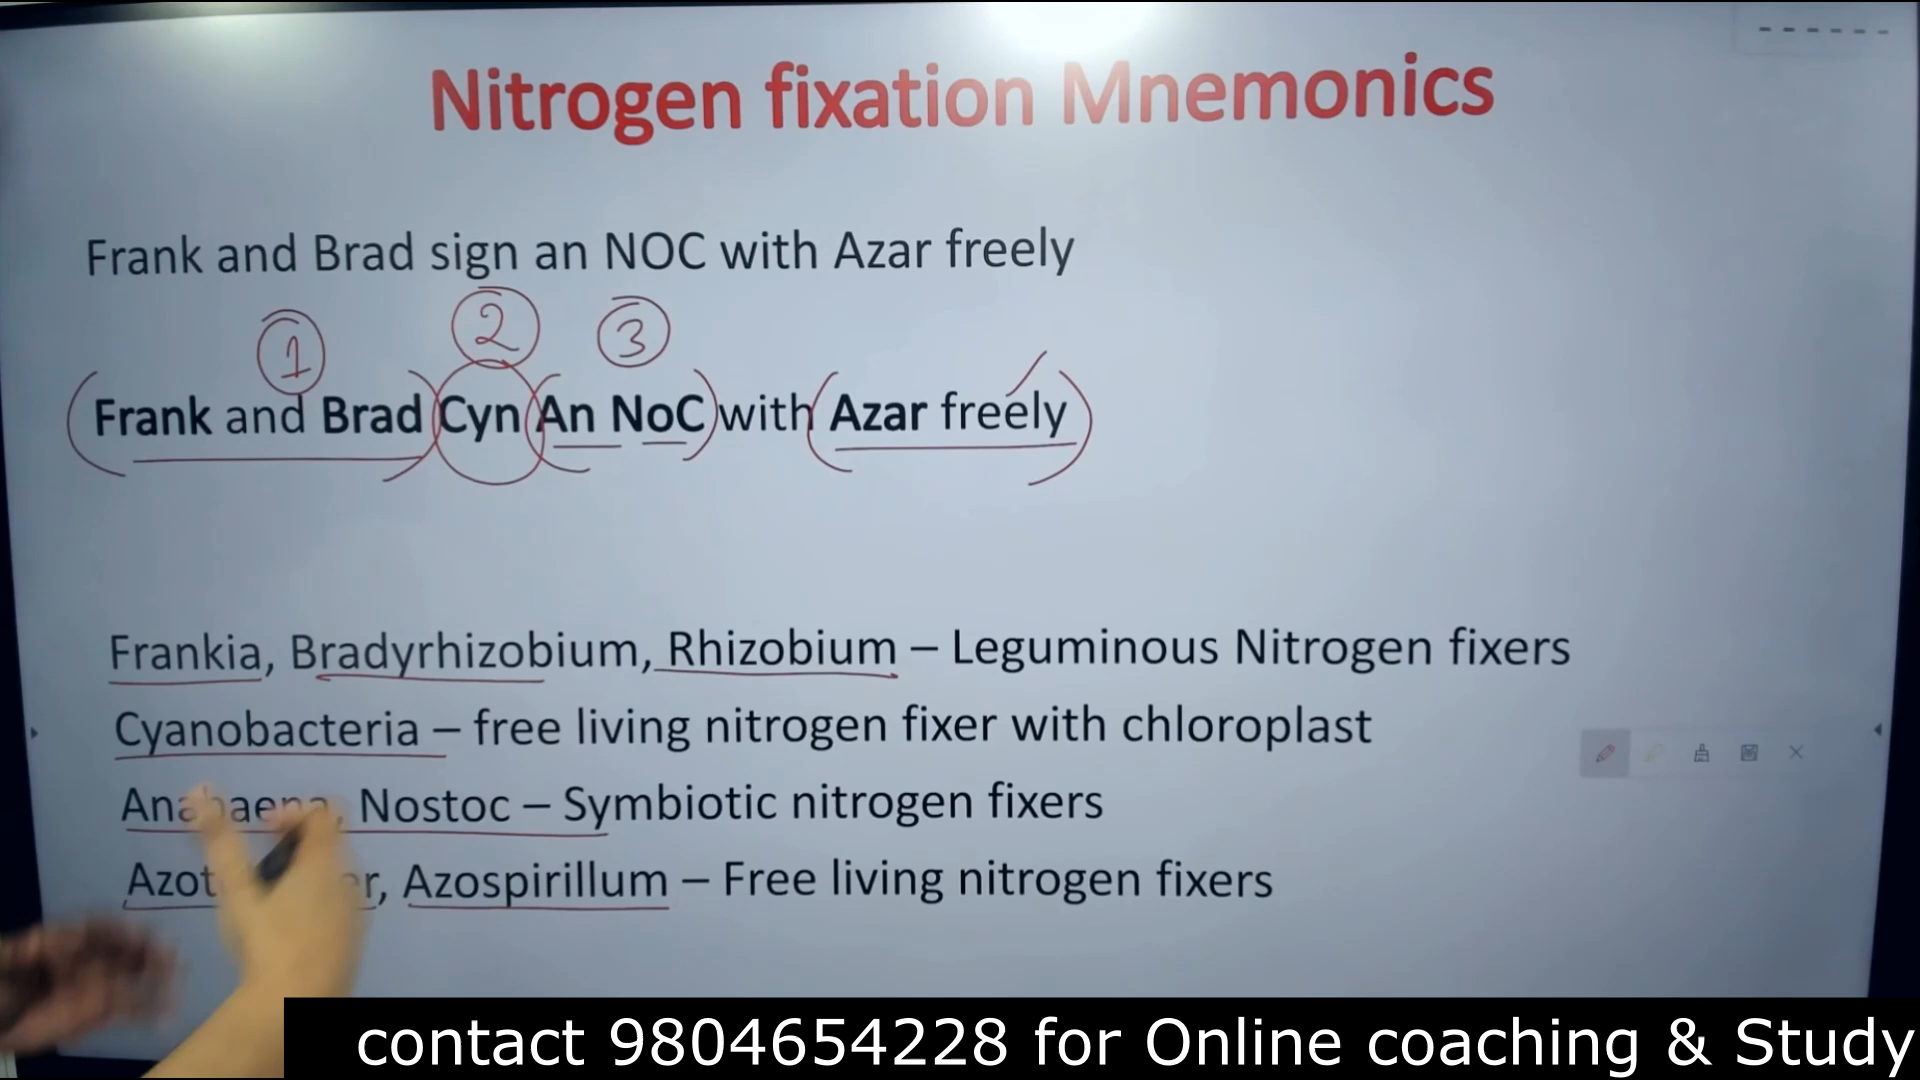 Nitrogen fixation Mnemonics
Frank and Brad sign an NOC with Azar freely
1 2 3
Frank and Brad Cyn An NoC with Azar freely
Frankia, Bradyrhizobium, Rhizobium – Leguminous Nitrogen fixers
Cyanobacteria – free living nitrogen fixer with chloroplast
Anabaena, Nostoc – Symbiotic nitrogen fixers
Azospirillum – Free living nitrogen fixers
contact 9804654228 for Online coaching & Study